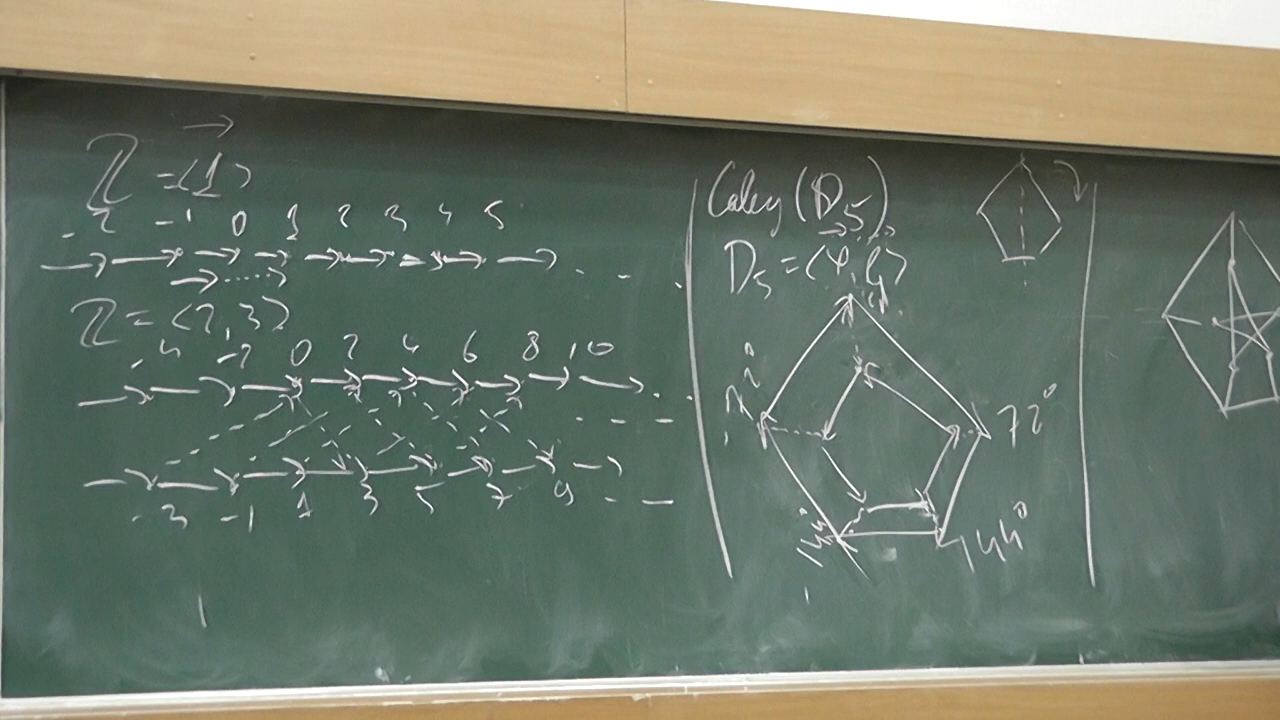 ℤ = ⟨1⟩
-2 -1 0 1 2 3 4 5
ℤ = ⟨2, 3⟩
-4 -2 0 2 4 6 8 10
-3 -1 1 3 5 7 9
Caley (D5)
D5 =
72°
144°